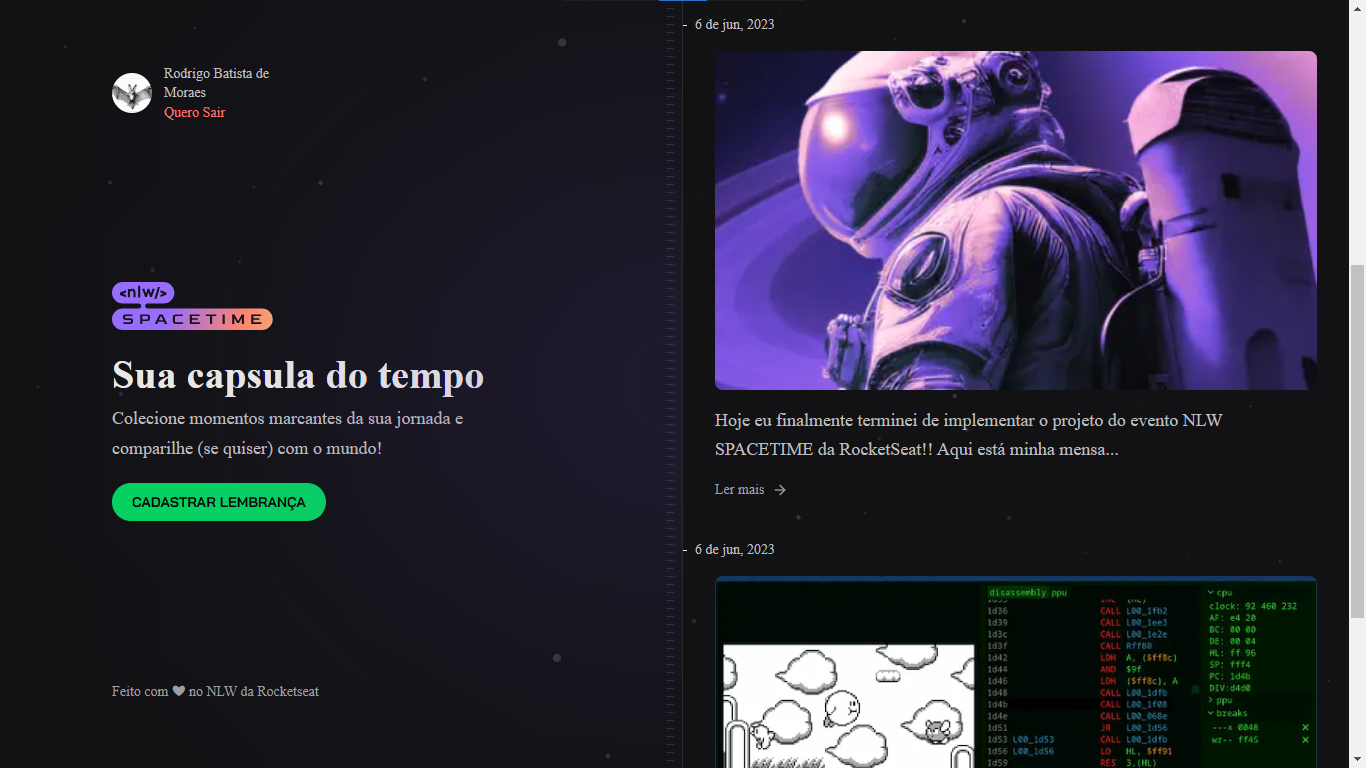 Rodrigo Batista de
Moraes
Quero Sair
<nlw/>
SPACETIME
Sua capsula do tempo
Colecione momentos marcantes da sua jornada e
comparilhe (se quiser) com o mundo!
CADASTRAR LEMBRANÇA
Feito com ❤ no NLW da Rocketseat
- 6 de jun, 2023
Hoje eu finalmente terminei de implementar o projeto do evento NLW
SPACETIME da RocketSeat!! Aqui está minha mensa...
Ler mais →
- 6 de jun, 2023
disassembly ppu
1d36 CALL L00_1fb2
1d39 CALL L00_1ee3
1d3c CALL L00_1e2e
1d3f CALL Rff80
1d42 LDH A, ($ff8c)
1d44 AND $9f
1d46 LDH ($ff8c), A
1d48 CALL L00_1dfb
1d4b CALL L00_1f08
1d4e CALL L00_068e
1d51 JR L00_1d56
1d53 L00_1d53 CALL L00_1dfb
1d56 L00_1d56 LD HL, $ff91
1d59 RES 3,(HL)
cpu
clock: 92 460 232
AF: e4 20
BC: 00 00
DE: 00 04
HL: ff 96
SP: fff4
PC: 1d4b
DIV:d4d0
ppu
breaks
---x 0048 ×
wr-- ff45 ×